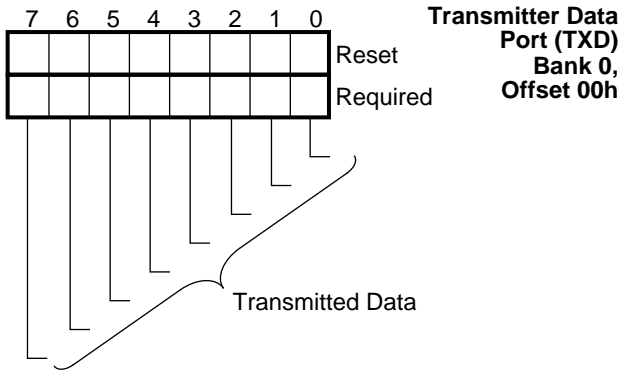 7 6 5 4 3 2 1 0
Transmitter Data
Port (TXD)
Bank 0,
Offset 00h
Reset
Required
Transmitted Data